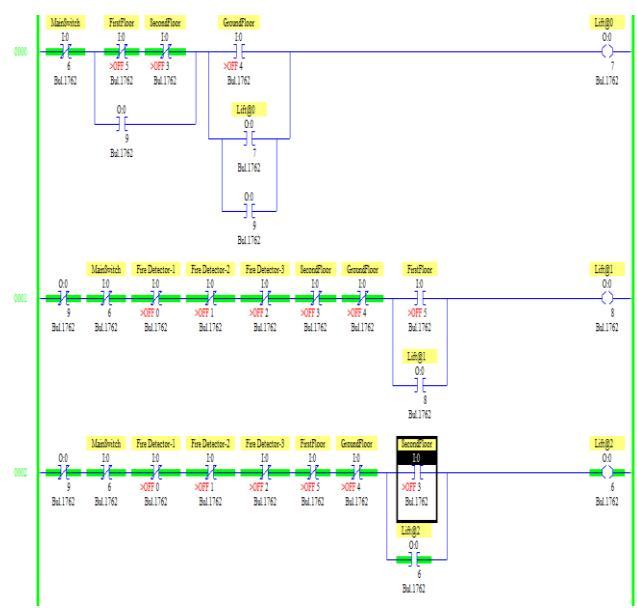 MainSwitch FirstFloor SecondFloor GroundFloor Lift@0
I:0 I:0 I:0 I:0 O:0
0000
6 >OFF 5 >OFF 3 >OFF 4 7
Bul.1762 Bul.1762 Bul.1762 Bul.1762 Bul.1762
O:0 Lift@0
9 O:0
Bul.1762 7
Bul.1762
O:0
9
Bul.1762
MainSwitch Fire Detector-1 Fire Detector-2 Fire Detector-3 SecondFloor GroundFloor FirstFloor Lift@1
O:0 I:0 I:0 I:0 I:0 I:0 I:0 I:0 O:0
0001
9 6 >OFF 0 >OFF 1 >OFF 2 >OFF 3 >OFF 4 >OFF 5 8
Bul.1762 Bul.1762 Bul.1762 Bul.1762 Bul.1762 Bul.1762 Bul.1762 Bul.1762 Bul.1762
Lift@1
O:0
8
Bul.1762
MainSwitch Fire Detector-1 Fire Detector-2 Fire Detector-3 FirstFloor GroundFloor SecondFloor Lift@2
O:0 I:0 I:0 I:0 I:0 I:0 I:0 I:0 O:0
0002
9 6 >OFF 0 >OFF 1 >OFF 2 >OFF 5 >OFF 4 >OFF 3 6
Bul.1762 Bul.1762 Bul.1762 Bul.1762 Bul.1762 Bul.1762 Bul.1762 Bul.1762 Bul.1762
Lift@2
O:0
6
Bul.1762